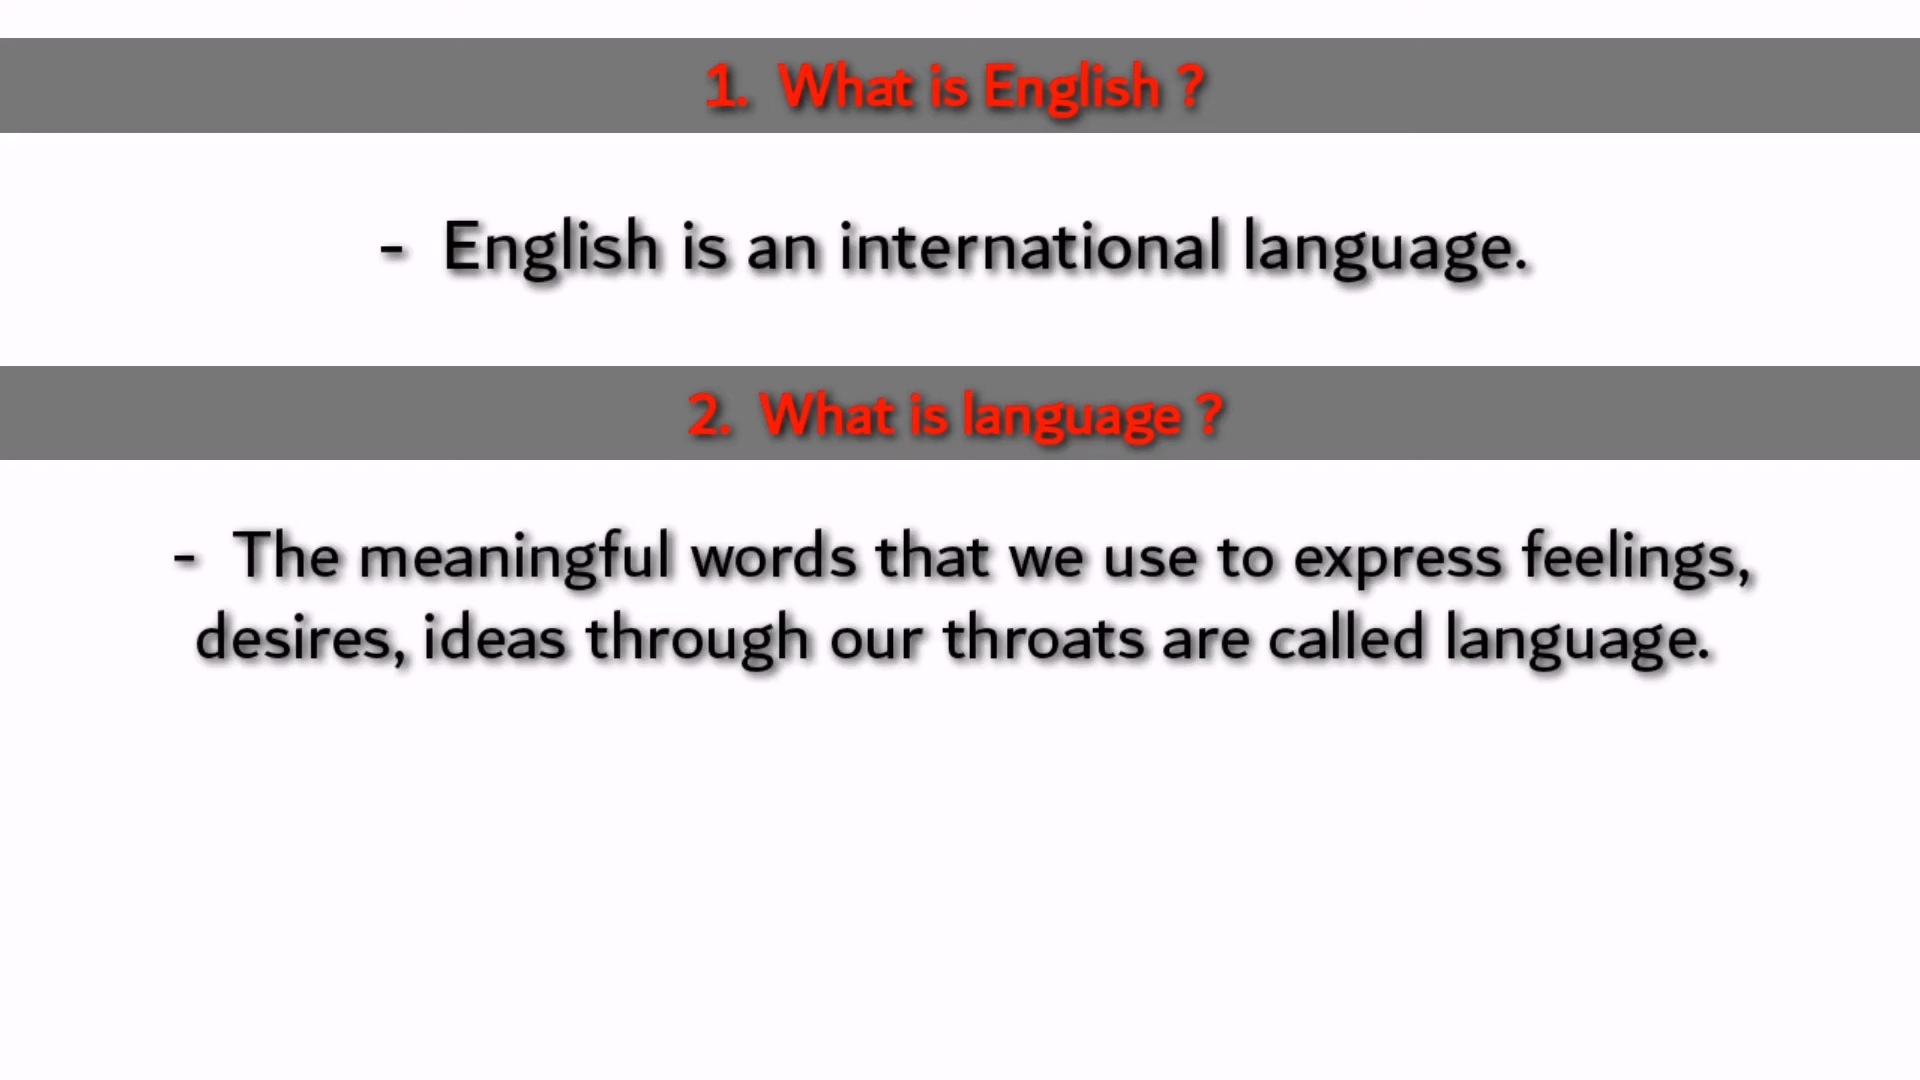 1. What is English ?
- English is an international language.
2. What is language ?
- The meaningful words that we use to express feelings,
desires, ideas through our throats are called language.